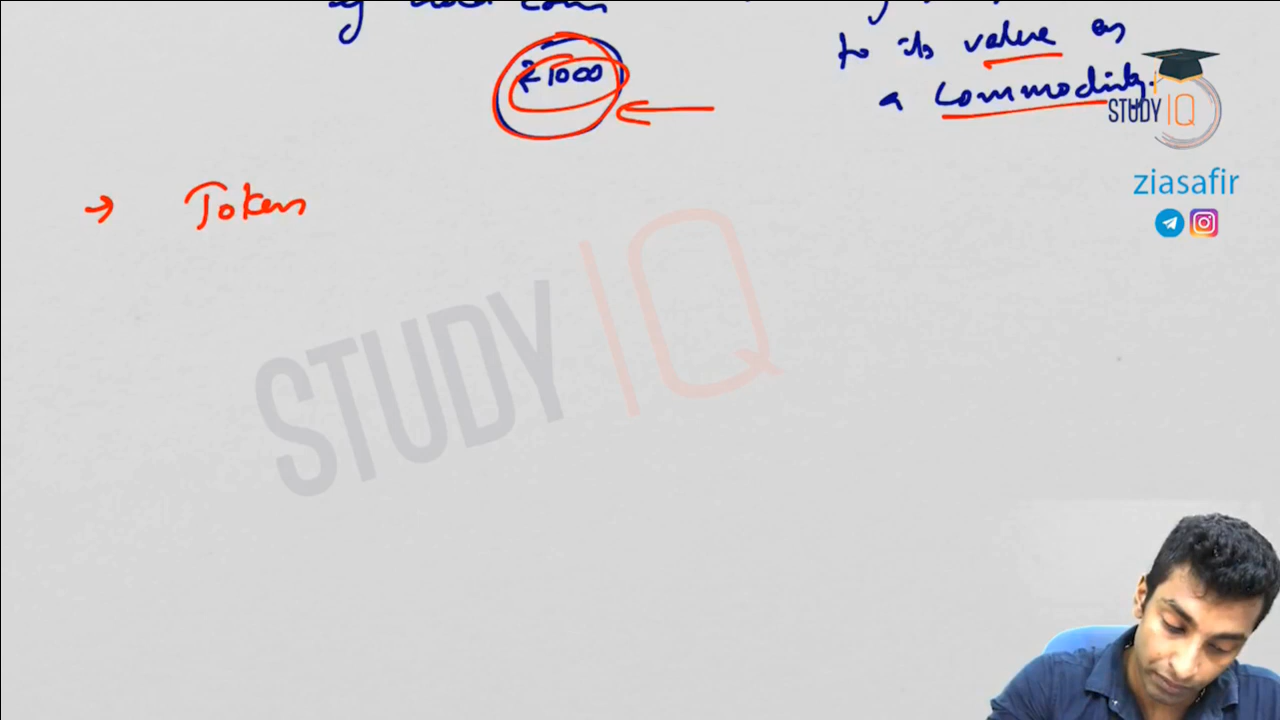 ₹1000
to its value as
a commodity.
STUDY IQ
ziasafir
→ Token
STUDY IQ